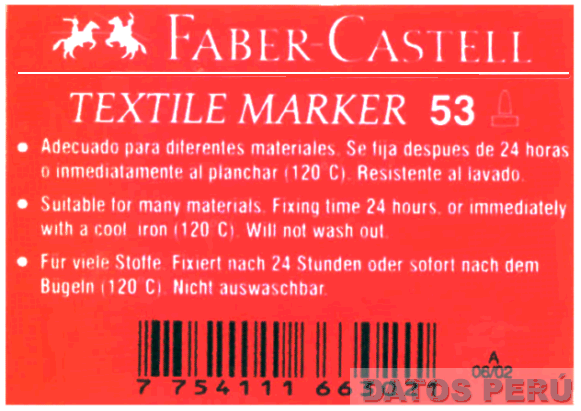 FABER-CASTELL
TEXTILE MARKER 53
• Adecuado para diferentes materiales. Se fija despues de 24 horas
o inmediatamente al planchar (120 C). Resistente al lavado.
• Suitable for many materials. Fixing time 24 hours, or immediately
with a cool iron (120 C). Will not wash out.
• Für viele Stoffe. Fixiert nach 24 Stunden oder sofort nach dem
Bügeln (120 C). Nicht auswaschbar.
A
06/02
7 754111 663021
DATOS PERÚ